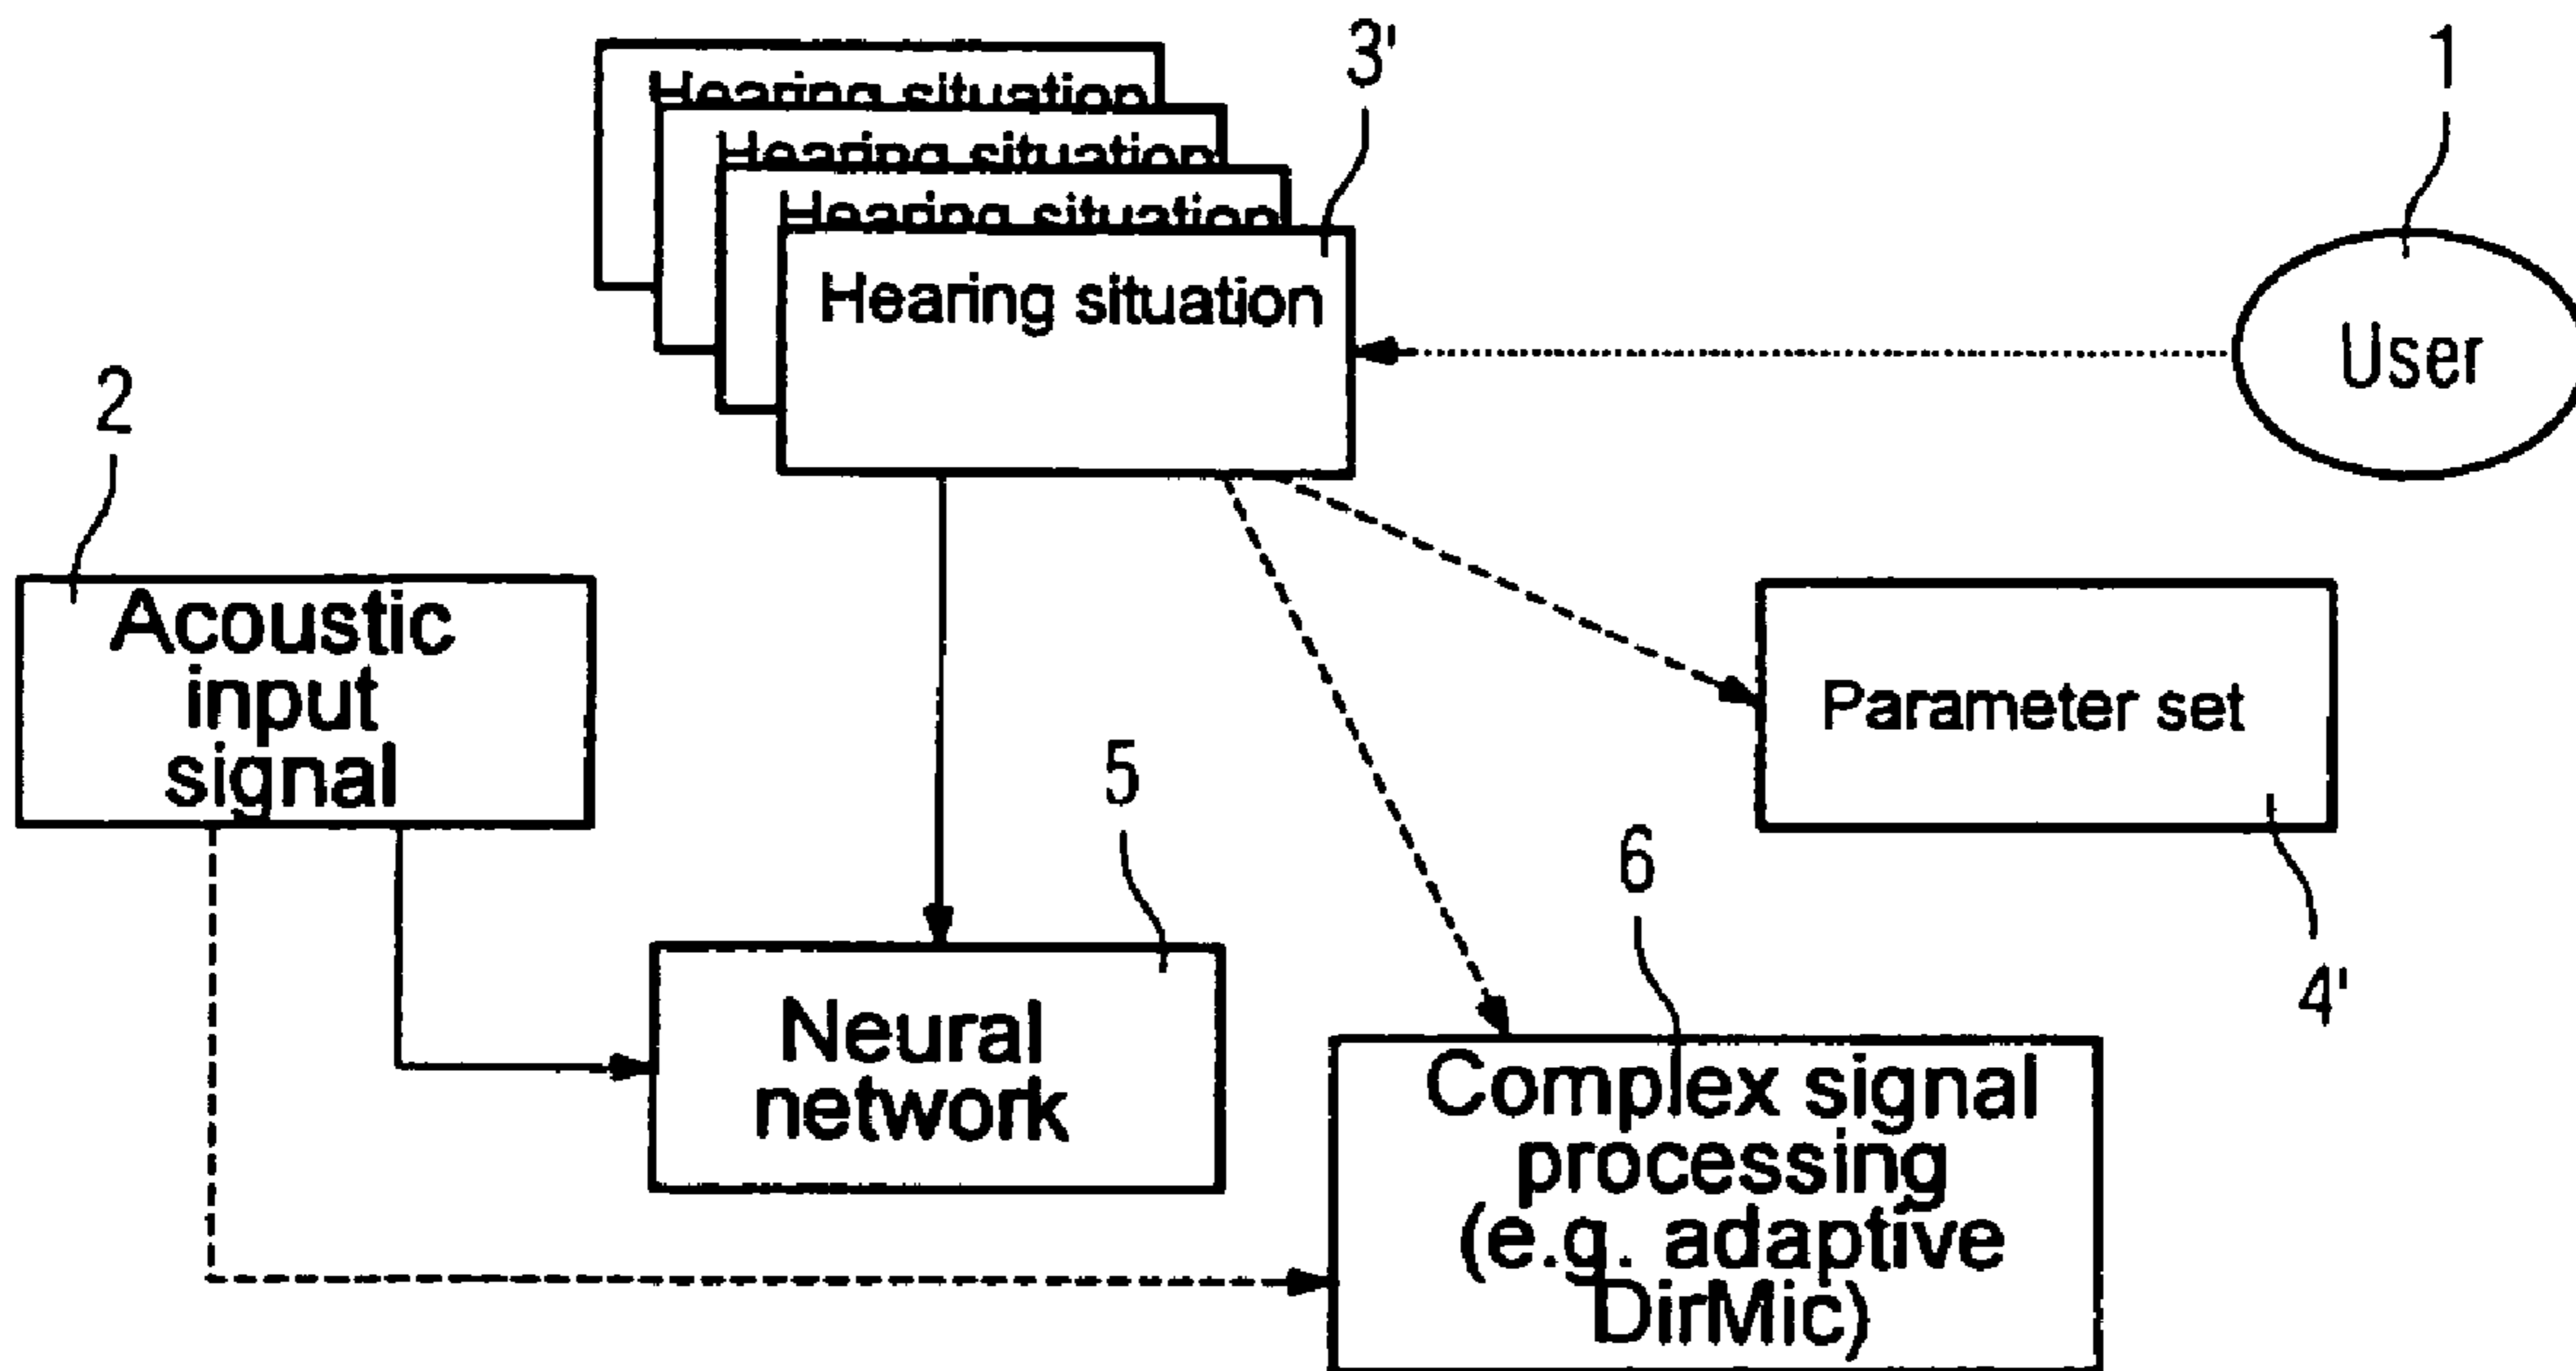 3'
1
Hearing situation
Hearing situation
Hearing situation
Hearing situation
User
2
Acoustic
input
signal
Parameter set
5
6
4'
Neural
network
Complex signal
processing
(e.g. adaptive
DirMic)